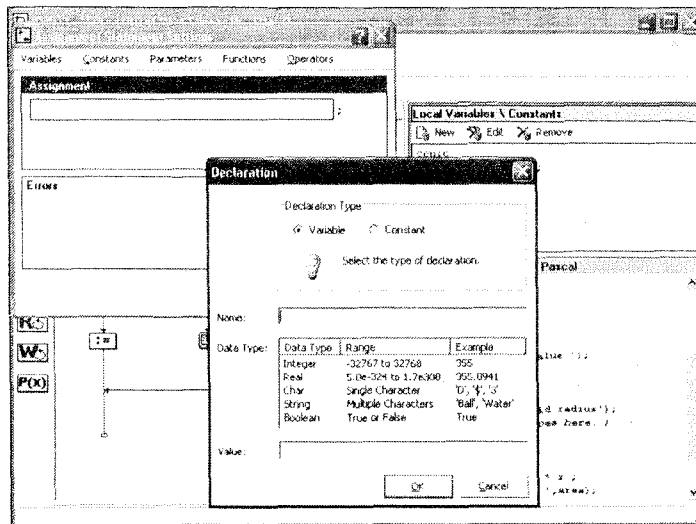 Variables Constants Parameters Functions Operators
Assignment
;
Errors
Local Variables \ Constants
New Edit Remove
Declaration
Declaration Type
Variable Constant
Select the type of declaration.
Name:
Data Type:
Data Type Range Example
Integer -32767 to 32768 355
Real 5.0e-324 to 1.7e308 355.0941
Char Single Character
String Multiple Characters 'Ball', 'Water'
Boolean True or False True
Value:
OK Cancel
Pascal
');
radius');
here. )
,area);
R
W
P(X)
:=